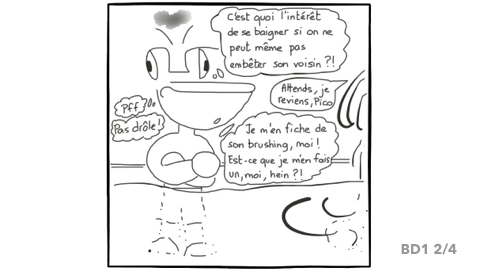 C'est quoi l'intérêt
de se baigner si on ne
peut même pas
embêter son voisin ?!
Attends, je
reviens, Pico
Pff
Pas drôle !
Je m'en fiche de
son brushing, moi !
Est-ce que je m'en fais
un, moi, hein ?!
BD1 2/4